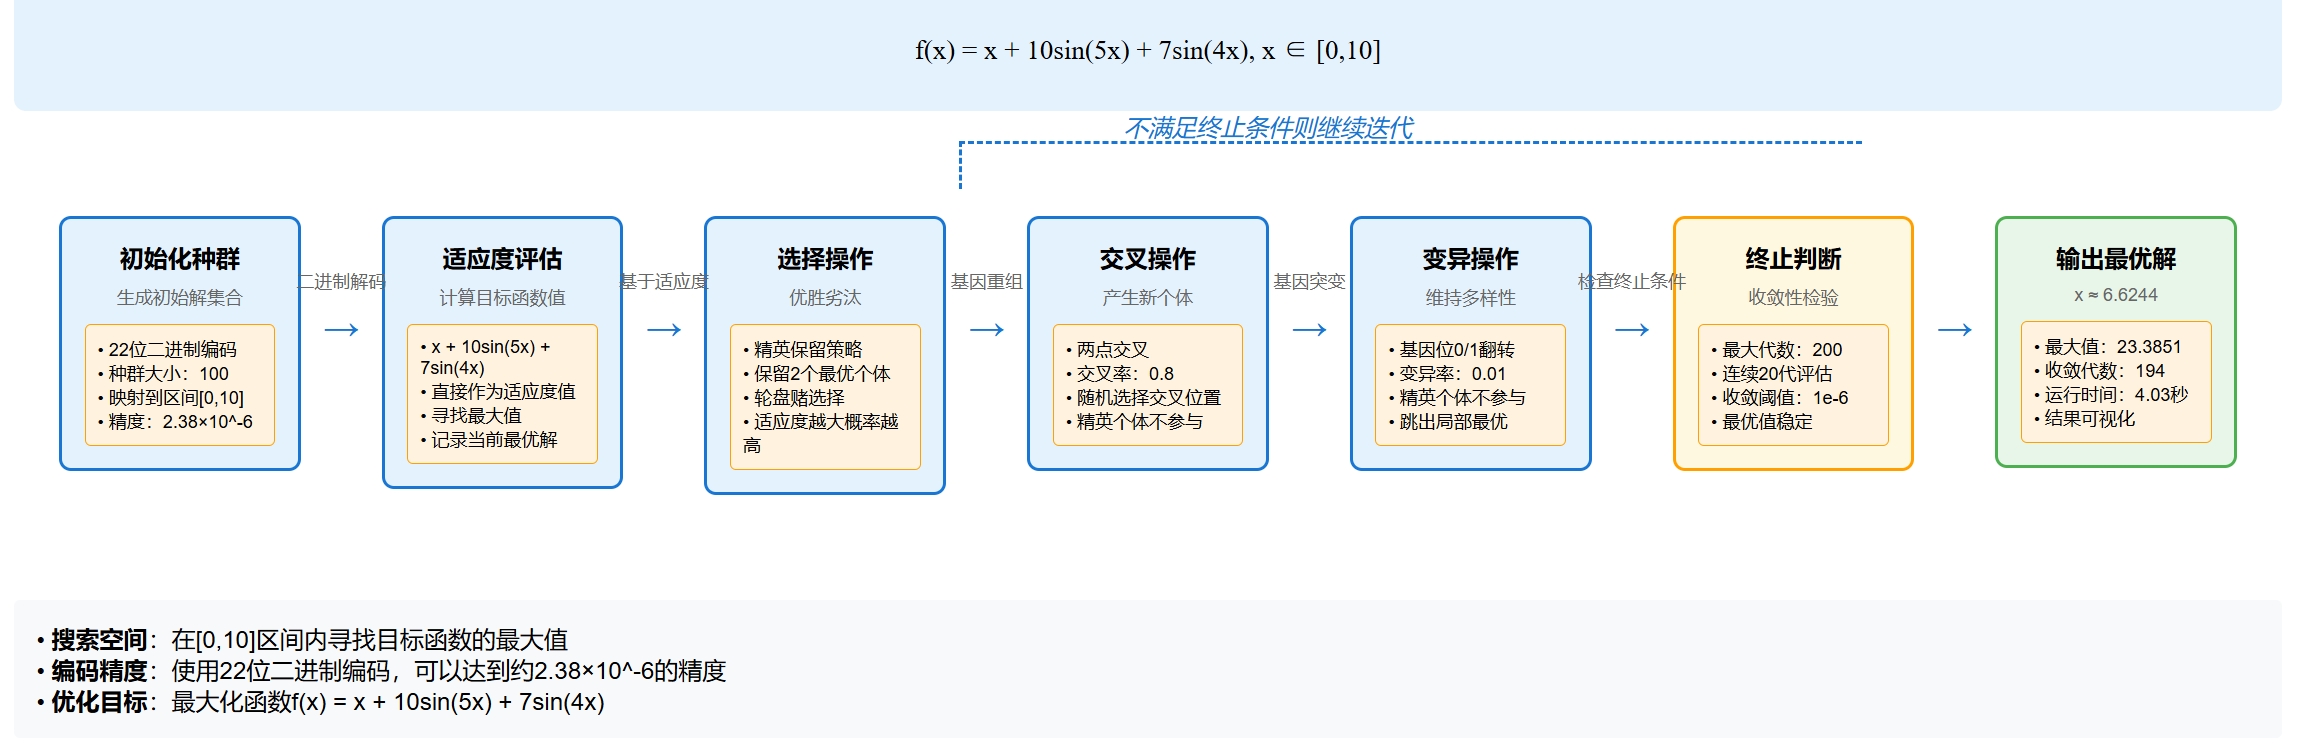 f(x) = x + 10sin(5x) + 7sin(4x), x ∈ [0,10]
不满足终止条件则继续迭代
初始化种群
生成初始解集合
• 22位二进制编码
• 种群大小：100
• 映射到区间[0,10]
• 精度：2.38×10^-6
二进制解码
→
适应度评估
计算目标函数值
• x + 10sin(5x) +
7sin(4x)
• 直接作为适应度值
• 寻找最大值
• 记录当前最优解
基于适应度
→
选择操作
优胜劣汰
• 精英保留策略
• 保留2个最优个体
• 轮盘赌选择
• 适应度越大概率越
高
基因重组
→
交叉操作
产生新个体
• 两点交叉
• 交叉率：0.8
• 随机选择交叉位置
• 精英个体不参与
基因突变
→
变异操作
维持多样性
• 基因位0/1翻转
• 变异率：0.01
• 精英个体不参与
• 跳出局部最优
检查终止条件
→
终止判断
收敛性检验
• 最大代数：200
• 连续20代评估
• 收敛阈值：1e-6
• 最优值稳定
→
输出最优解
x ≈ 6.6244
• 最大值：23.3851
• 收敛代数：194
• 运行时间：4.03秒
• 结果可视化
• 搜索空间：在[0,10]区间内寻找目标函数的最大值
• 编码精度：使用22位二进制编码，可以达到约2.38×10^-6的精度
• 优化目标：最大化函数f(x) = x + 10sin(5x) + 7sin(4x)